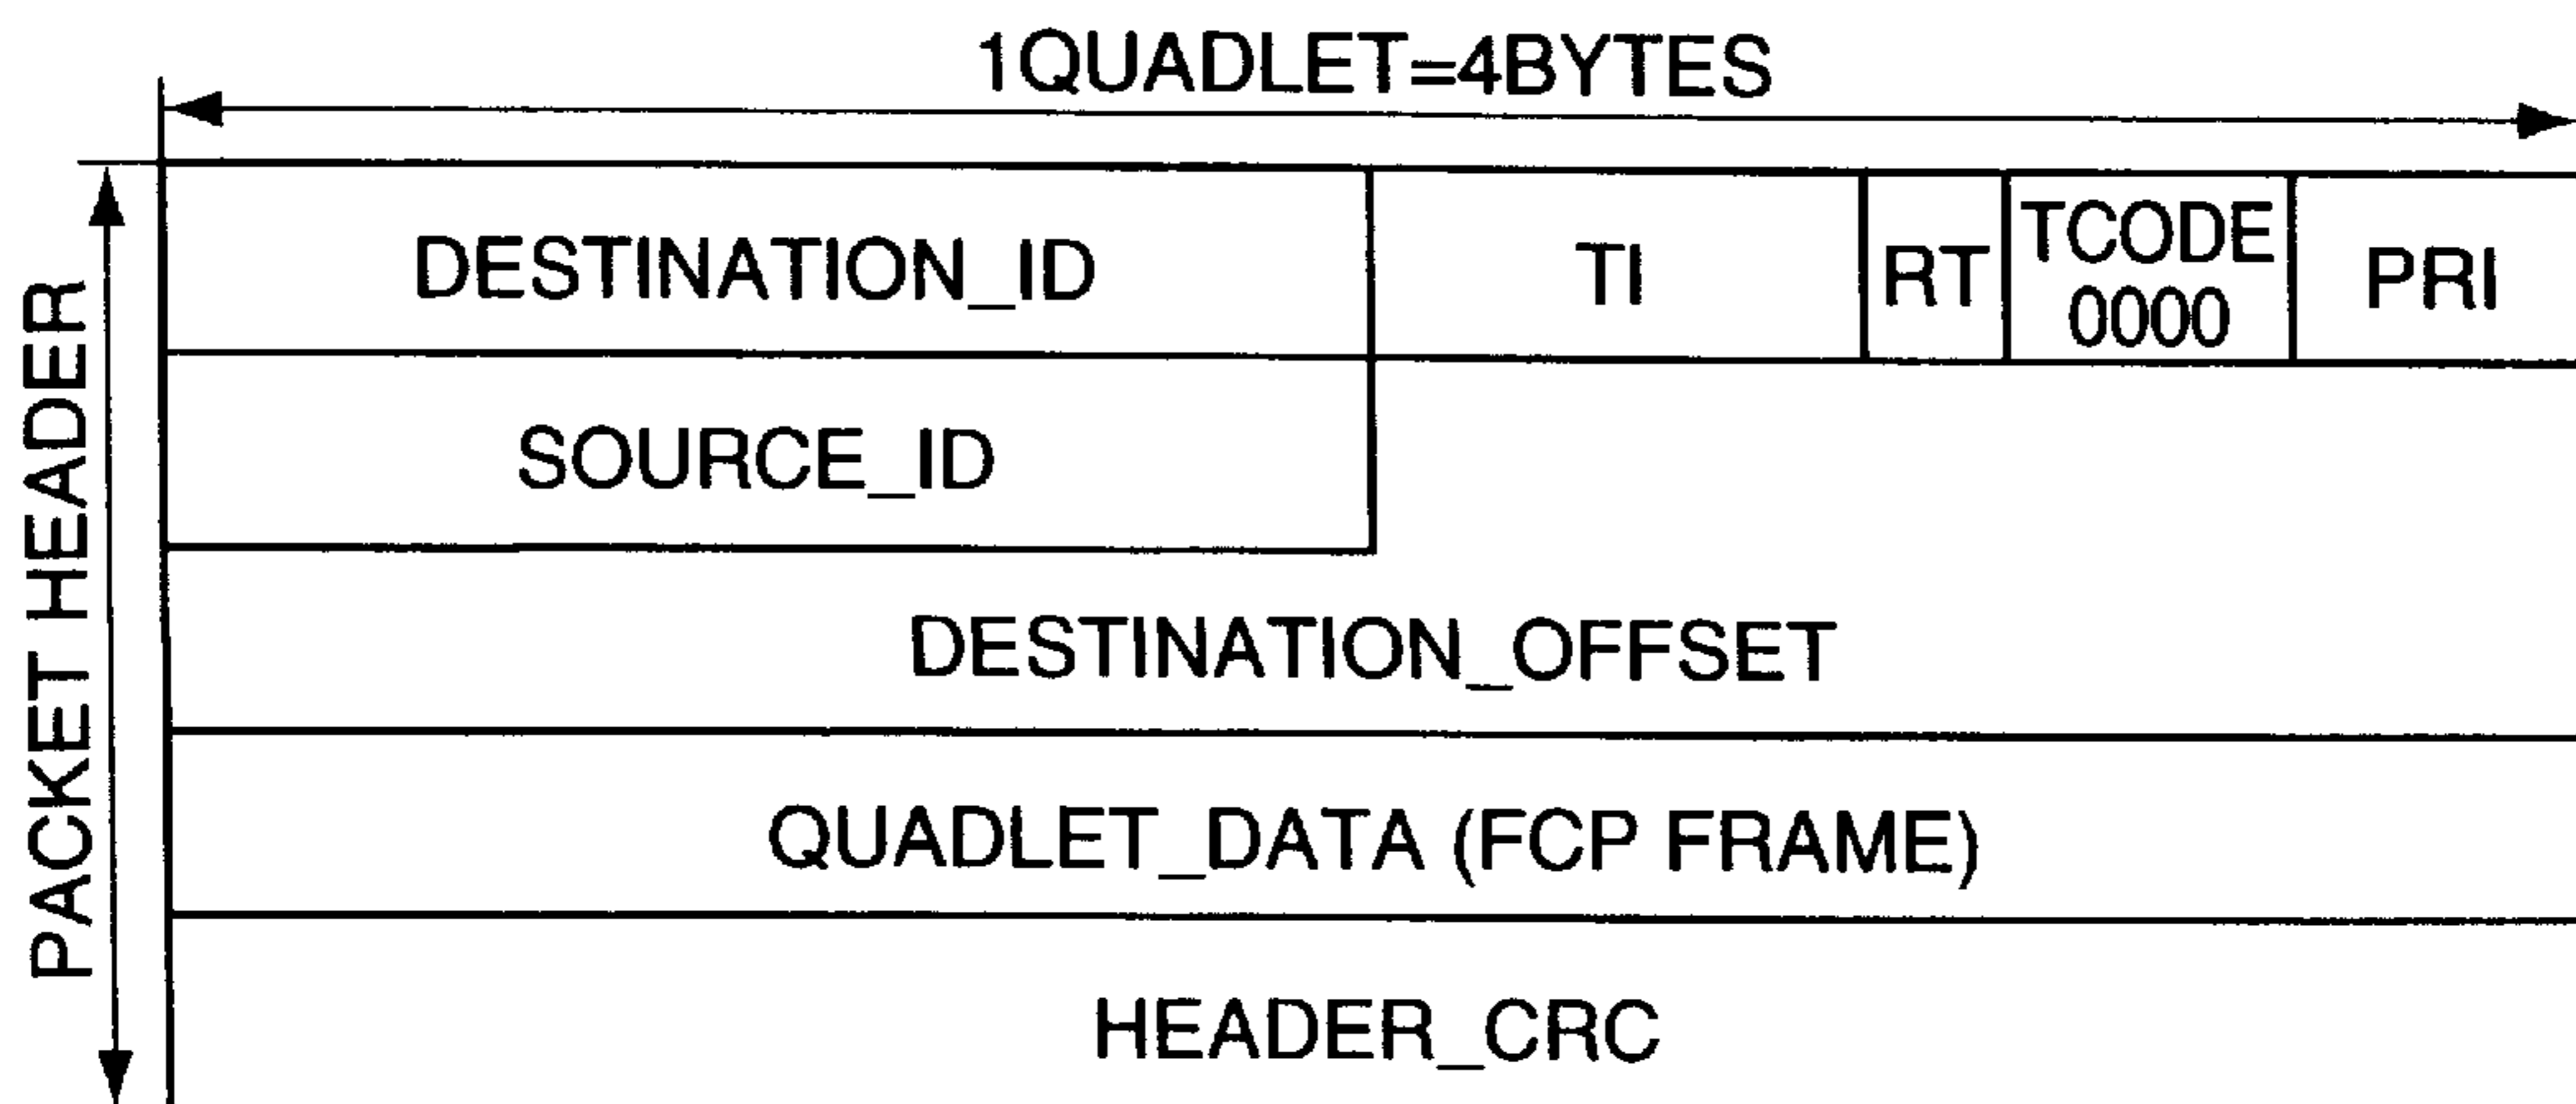 1QUADLET=4BYTES
PACKET HEADER
DESTINATION_ID
TI
RT
TCODE
0000
PRI
SOURCE_ID
DESTINATION_OFFSET
QUADLET_DATA (FCP FRAME)
HEADER_CRC